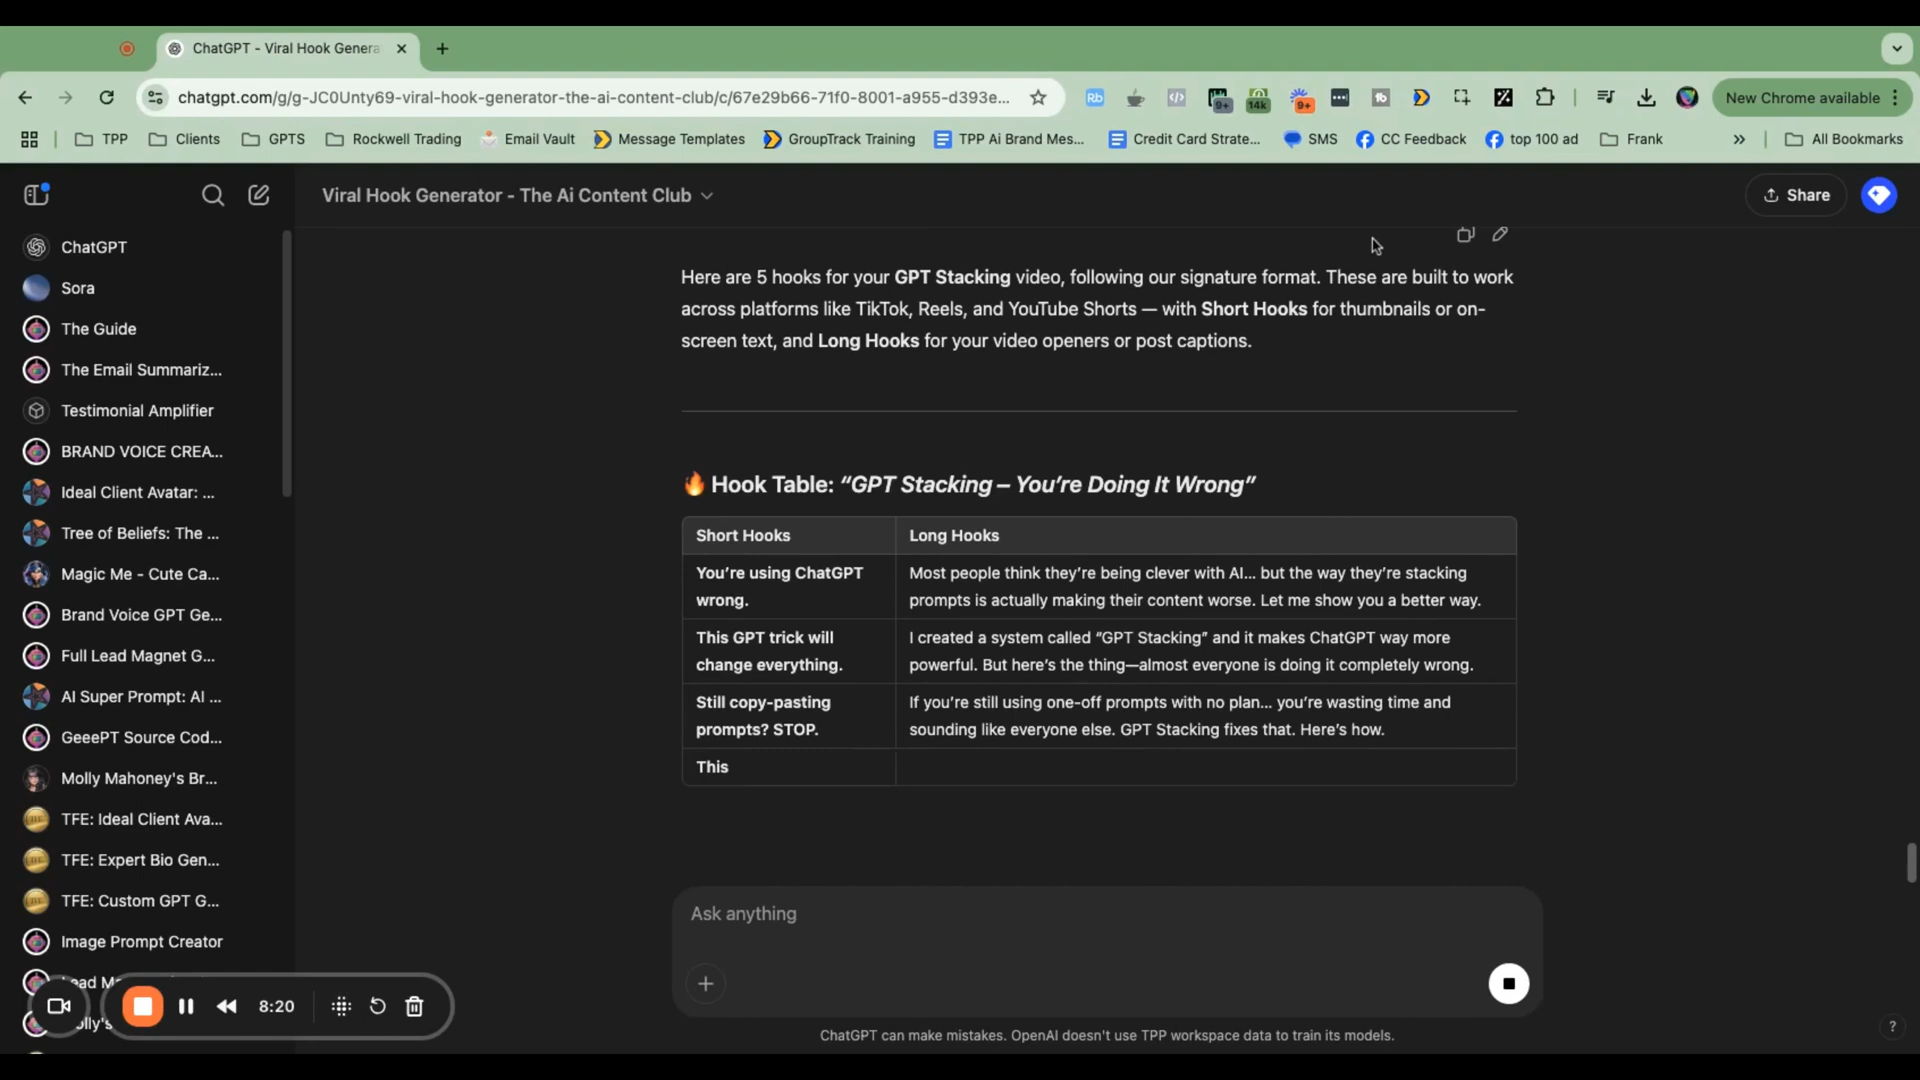 ChatGPT - Viral Hook Genera
chatgpt.com/g/g-JC0Unty69-viral-hook-generator-the-ai-content-club/c/67e29b66-71f0-8001-a955-d393e...
Rb
9+
14k
9+
tb
New Chrome available
TPP
Clients
GPTS
Rockwell Trading
Email Vault
Message Templates
GroupTrack Training
TPP Ai Brand Mes...
Credit Card Strate...
SMS
CC Feedback
top 100 ad
Frank
»
All Bookmarks
Viral Hook Generator - The Ai Content Club
Share
ChatGPT
Sora
The Guide
The Email Summariz...
Testimonial Amplifier
BRAND VOICE CREA...
Ideal Client Avatar: ...
Tree of Beliefs: The ...
Magic Me - Cute Ca...
Brand Voice GPT Ge...
Full Lead Magnet G...
AI Super Prompt: AI ...
GeeePT Source Cod...
Molly Mahoney's Br...
TFE: Ideal Client Ava...
TFE: Expert Bio Gen...
TFE: Custom GPT G...
Image Prompt Creator
8:20
Here are 5 hooks for your GPT Stacking video, following our signature format. These are built to work
across platforms like TikTok, Reels, and YouTube Shorts — with Short Hooks for thumbnails or on-
screen text, and Long Hooks for your video openers or post captions.
🔥 Hook Table: “GPT Stacking – You’re Doing It Wrong”
Short Hooks
Long Hooks
You’re using ChatGPT
wrong.
Most people think they’re being clever with AI... but the way they’re stacking
prompts is actually making their content worse. Let me show you a better way.
This GPT trick will
change everything.
I created a system called “GPT Stacking” and it makes ChatGPT way more
powerful. But here’s the thing—almost everyone is doing it completely wrong.
Still copy-pasting
prompts? STOP.
If you’re still using one-off prompts with no plan... you’re wasting time and
sounding like everyone else. GPT Stacking fixes that. Here’s how.
This
Ask anything
ChatGPT can make mistakes. OpenAI doesn't use TPP workspace data to train its models.
?